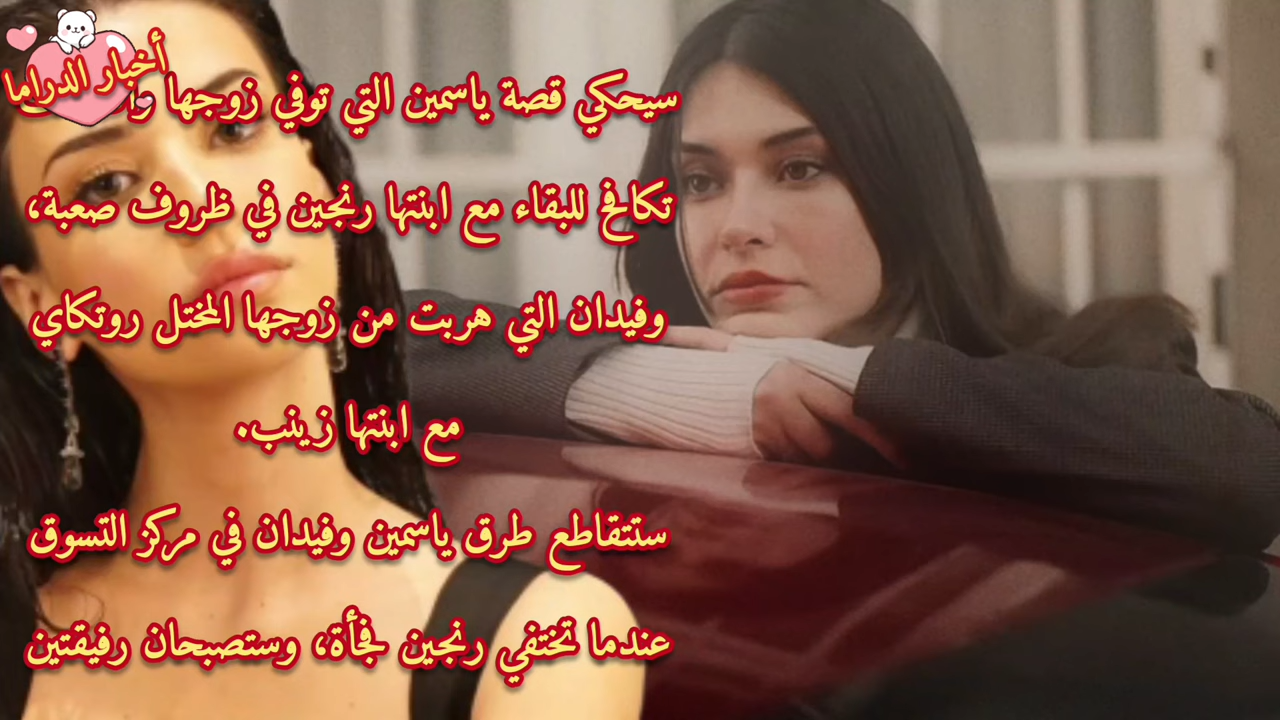 أخبار الدراما
سيحكي قصة ياسمين التي توفي زوجها
تكافح للبقاء مع ابنتها رنجين في ظروف صعبة،
وفيدان التي هربت من زوجها المختل روتكاي
مع ابنتها زينب.
ستتقاطع طرق ياسمين وفيدان في مركز التسوق
عندما تختفي رنجين فجأة، وستصبحان رفيقتين